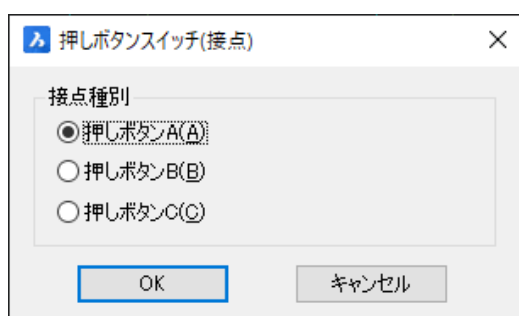 押しボタンスイッチ(接点)
接点種別
押しボタンA(A)
押しボタンB(B)
押しボタンC(C)
OK
キャンセル